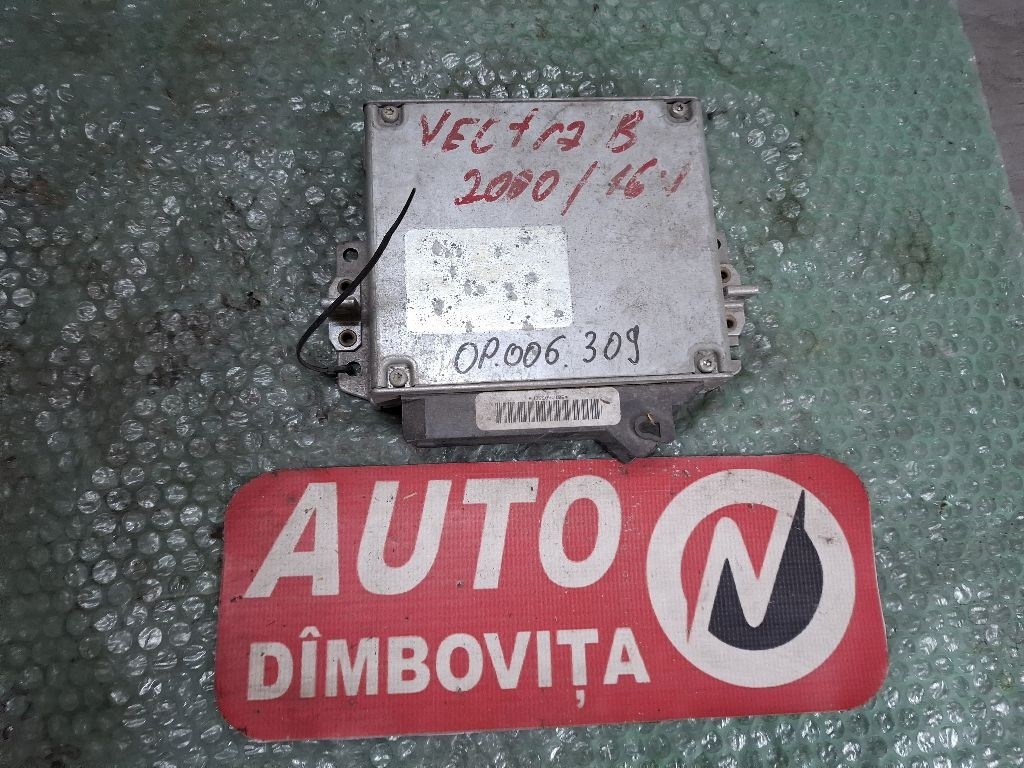 VECtra B
2000/16V
OP.006.309
AUTO
DÎMBOVIȚA
N